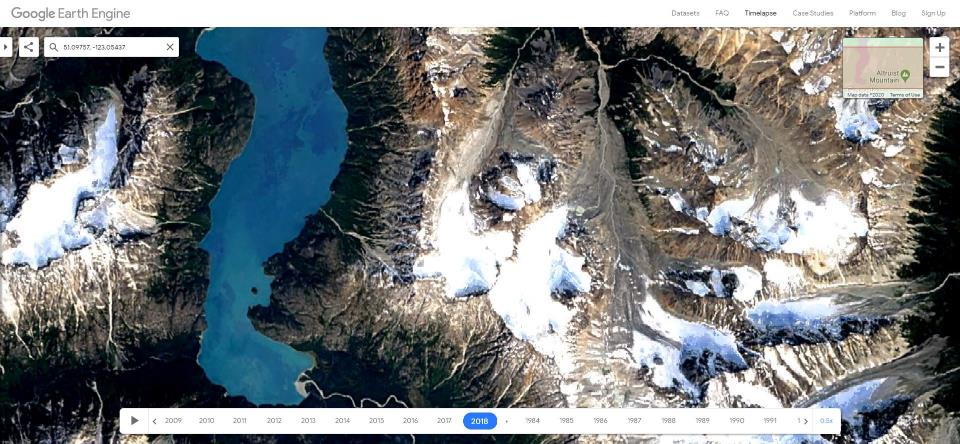 Google Earth Engine
Datasets FAQ Timelapse Case Studies Platform Blog Sign Up
51.09757, -123.05437
Altruist
Mountain
Map data ©2020 Terms of Use
2009 2010 2011 2012 2013 2014 2015 2016 2017 2018 1984 1985 1986 1987 1988 1989 1990 1991 1
0.5x